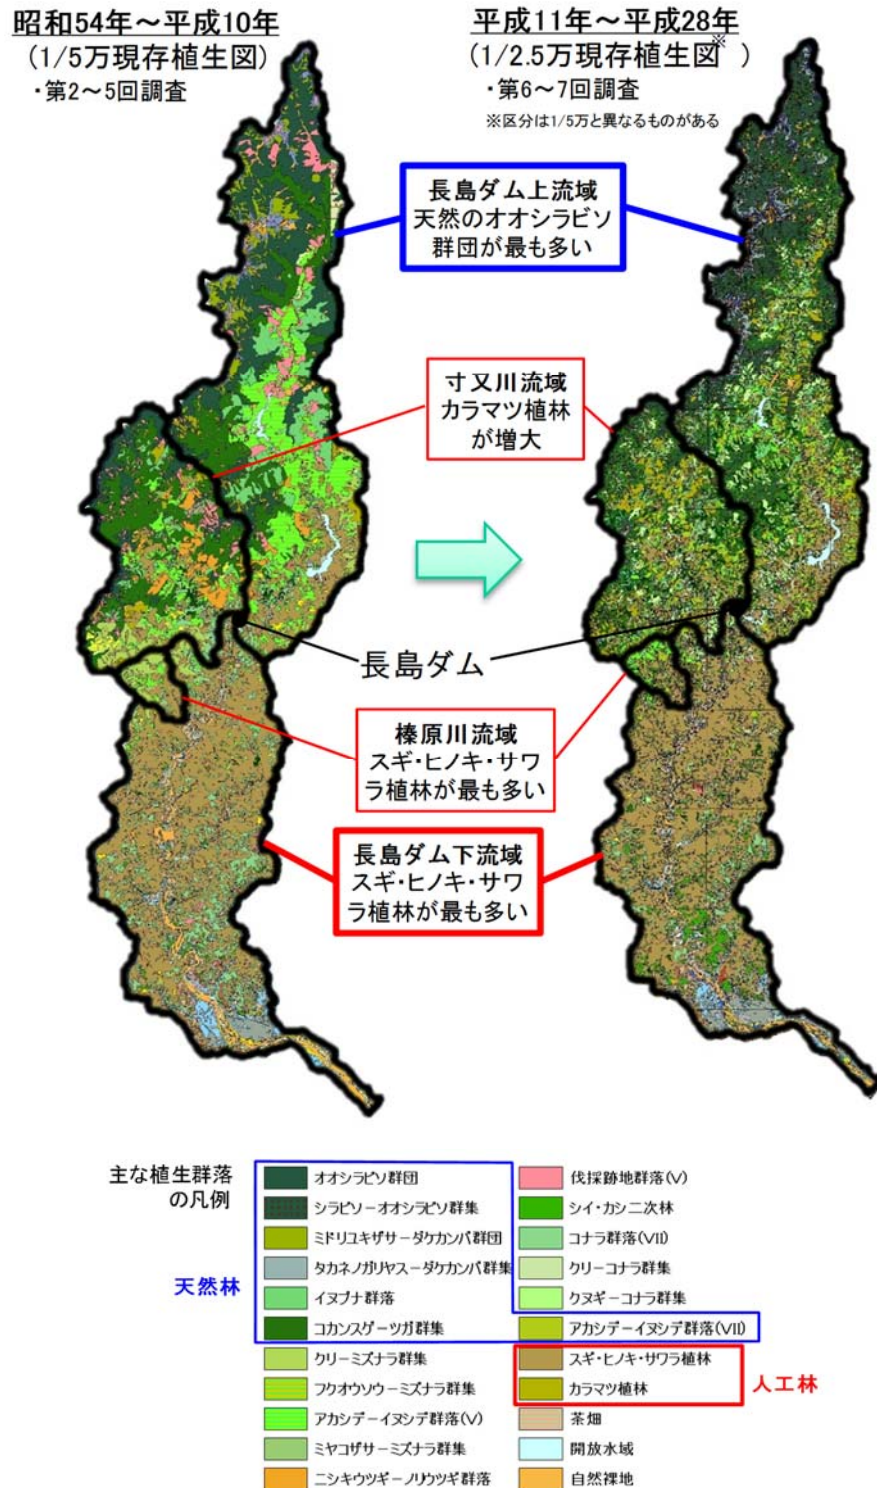 昭和54年～平成10年
(1/5万現存植生図)
・第2～5回調査
平成11年～平成28年
(1/2.5万現存植生図※)
・第6～7回調査
※区分は1/5万と異なるものがある
長島ダム上流域
天然のオオシラビソ
群団が最も多い
寸又川流域
カラマツ植林
が増大
長島ダム
榛原川流域
スギ・ヒノキ・サワ
ラ植林が最も多い
長島ダム下流域
スギ・ヒノキ・サワ
ラ植林が最も多い
主な植生群落
の凡例
天然林
オオシラビソ群団
シラビソーオオシラビソ群集
ミドリユキザサーダケカンバ群団
タカネノガリヤスーダケカンバ群集
イヌブナ群落
コカンスゲーツガ群集
クリーミズナラ群集
フクオウソウーミズナラ群集
アカシデーイヌシデ群落(V)
ミヤコザサーミズナラ群集
ニシキウツギーノリウツギ群落
伐採跡地群落(V)
シイ・カシ二次林
コナラ群落(VII)
クリーコナラ群集
クヌギーコナラ群集
アカシデーイヌシデ群落(VII)
スギ・ヒノキ・サワラ植林
カラマツ植林
茶畑
開放水域
自然裸地
人工林